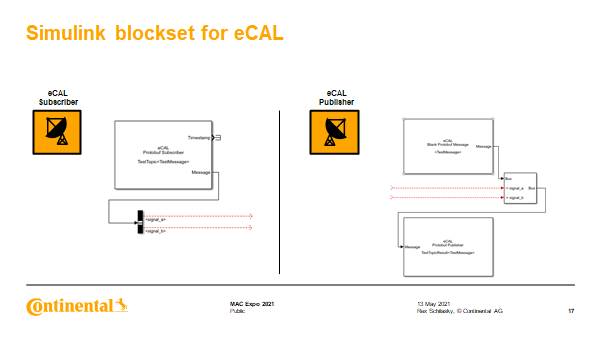 Simulink blockset for eCAL
eCAL
Subscriber
eCAL
Protobuf Subscriber
TestTopic<TestMessage>
Timestamp
Message
<signal_a>
<signal_b>
eCAL
Publisher
eCAL
Blank Protobuf Message
<TestMessage>
Message
Bus
+ signal_a
+ signal_b
Bus
Message
eCAL
Protobuf Publisher
TestTopicResult<TestMessage>
Continental
MAC Expo 2021
Public
13 May 2021
Rex Schilasky, © Continental AG
17